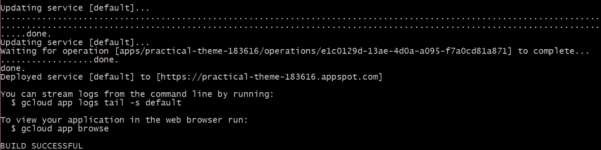 Updating service [default]...
.....................................................................................................................
.....................................................................................................................
.....done.
Updating service [default]...
Waiting for operation [apps/practical-theme-183616/operations/e1c0129d-13ae-4d0a-a095-f7a0cd81a871] to complete...
..................done.
done.
Deployed service [default] to [https://practical-theme-183616.appspot.com]
You can stream logs from the command line by running:
$ gcloud app logs tail -s default
To view your application in the web browser run:
$ gcloud app browse
BUILD SUCCESSFUL